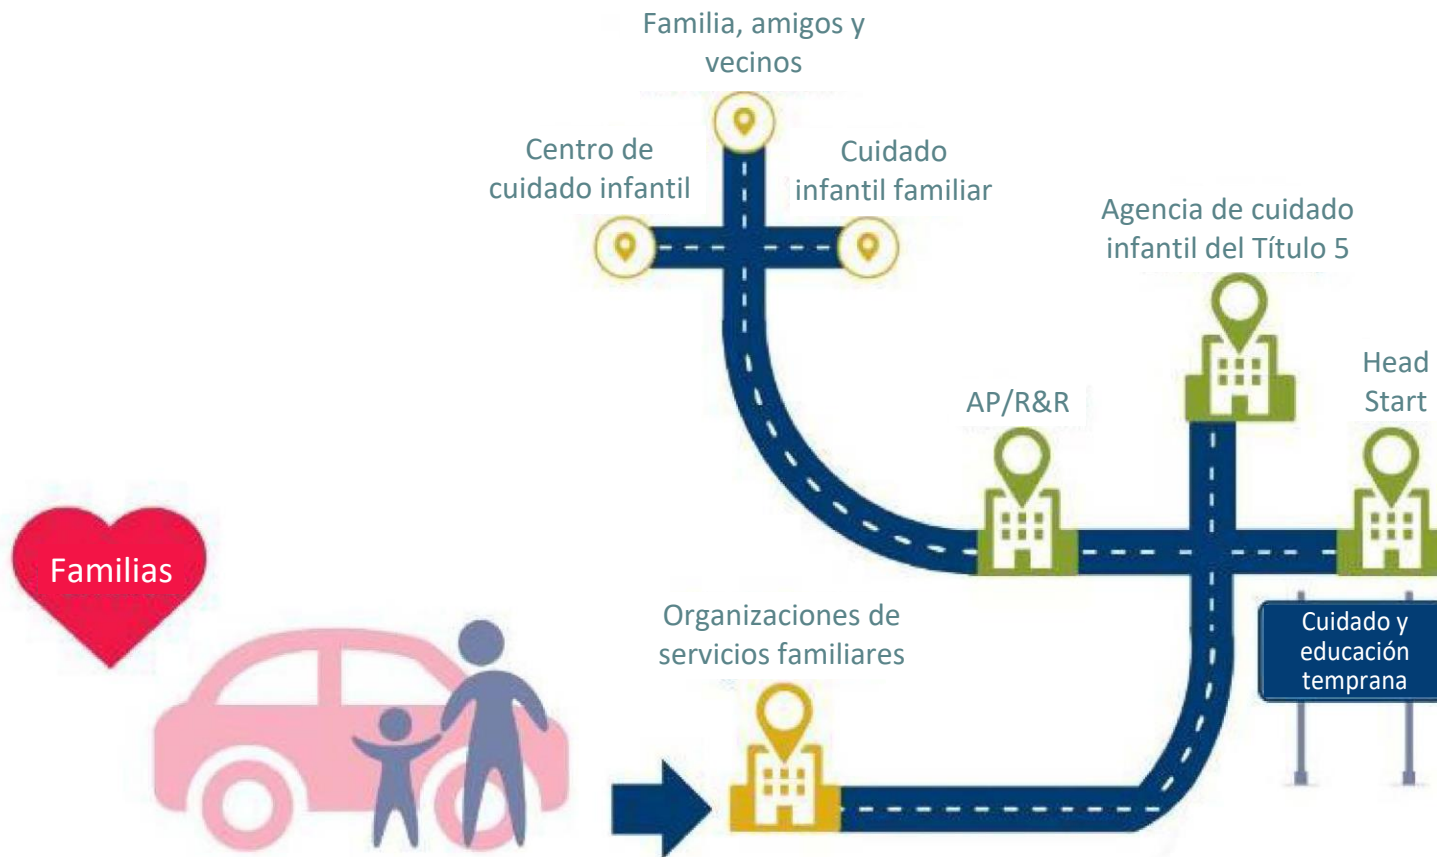 Familia, amigos y
vecinos
Centro de
cuidado infantil
Cuidado
infantil familiar
Agencia de cuidado
infantil del Título 5
Head
Start
AP/R&R
Familias
Organizaciones de
servicios familiares
Cuidado y
educación
temprana